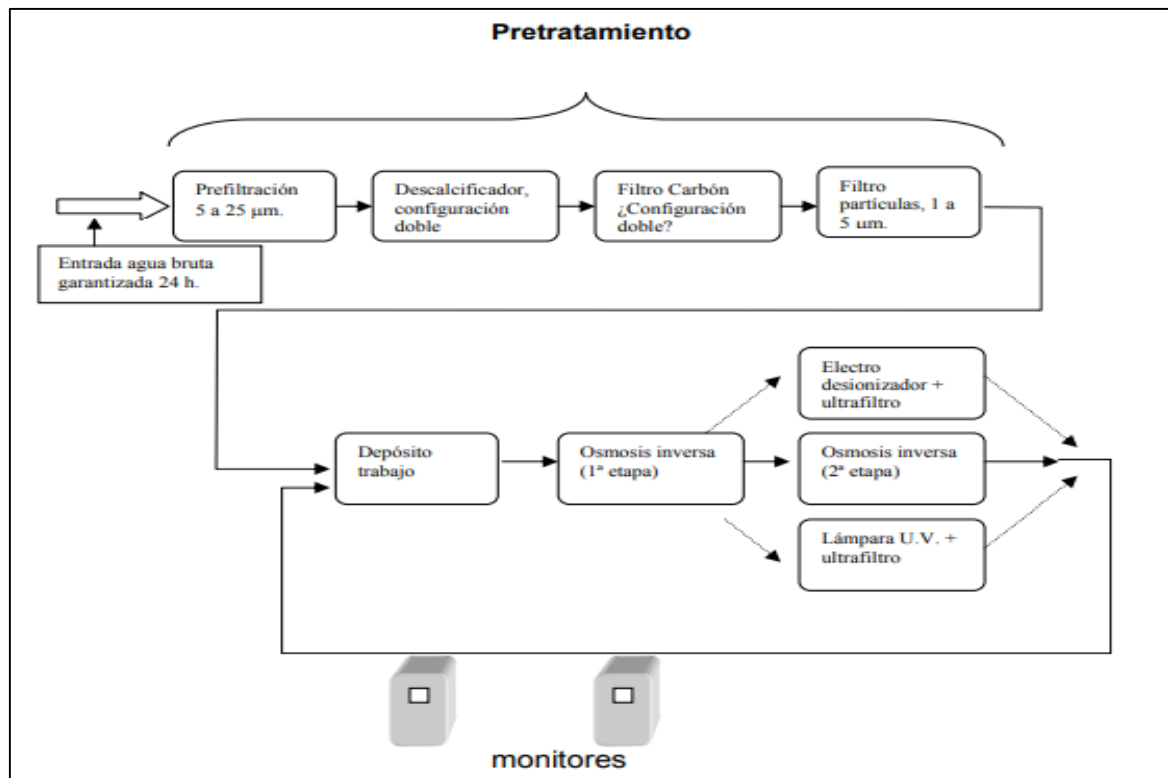 Pretratamiento
Prefiltración
5 a 25 µm.
Descalcificador,
configuración
doble
Filtro Carbón
¿Configuración
doble?
Filtro
partículas, 1 a
5 um.
Entrada agua bruta
garantizada 24 h.
Electro
desionizador +
ultrafiltro
Depósito
trabajo
Osmosis inversa
(1ª etapa)
Osmosis inversa
(2ª etapa)
Lámpara U.V. +
ultrafiltro
monitores